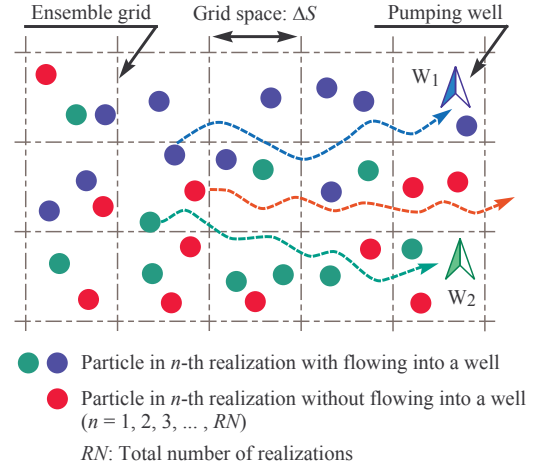 Ensemble grid
Grid space: ΔS
Pumping well
W1
W2
Particle in n-th realization with flowing into a well
Particle in n-th realization without flowing into a well
(n = 1, 2, 3, ... , RN)
RN: Total number of realizations